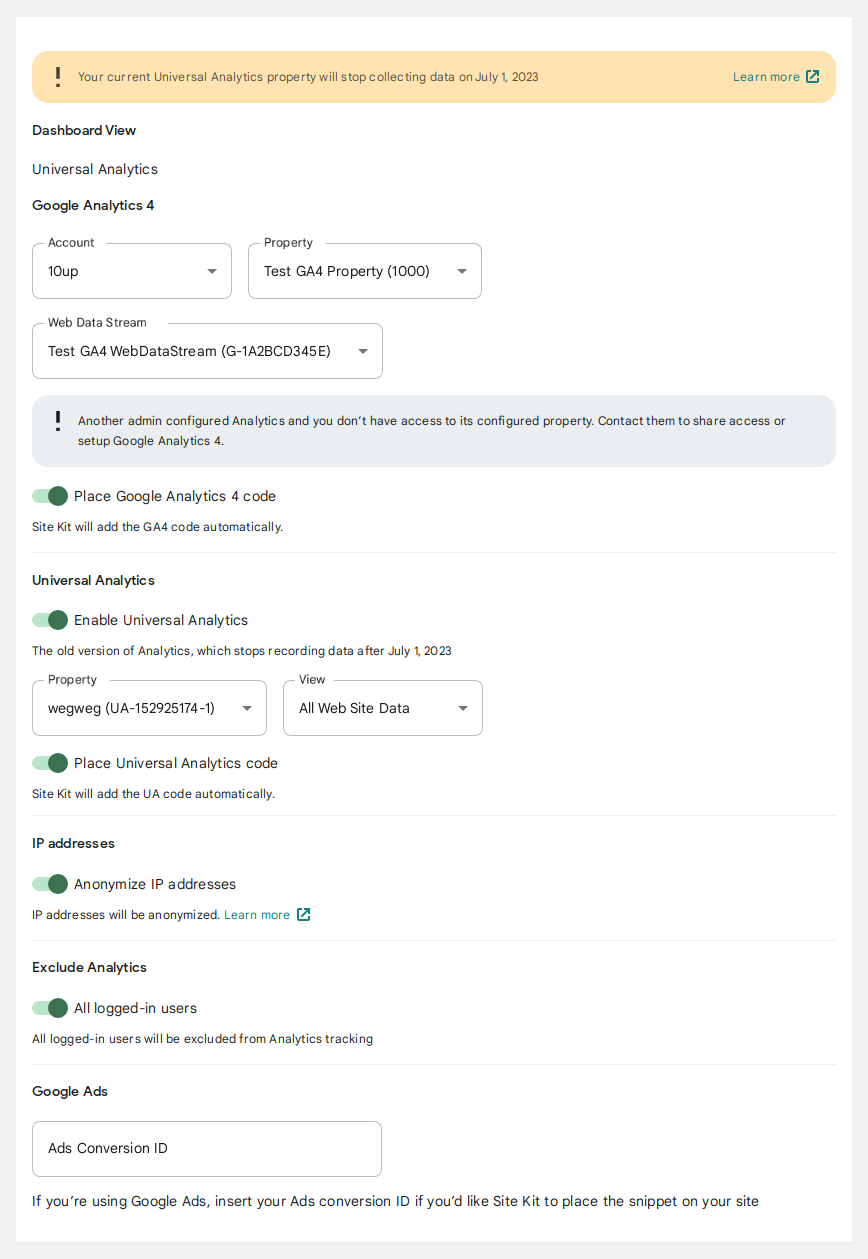 Your current Universal Analytics property will stop collecting data on July 1, 2023
Learn more
Dashboard View
Universal Analytics
Google Analytics 4
Account
Property
10up
Test GA4 Property (1000)
Web Data Stream
Test GA4 WebDataStream (G-1A2BCD345E)
Another admin configured Analytics and you don’t have access to its configured property. Contact them to share access or
setup Google Analytics 4.
Place Google Analytics 4 code
Site Kit will add the GA4 code automatically.
Universal Analytics
Enable Universal Analytics
The old version of Analytics, which stops recording data after July 1, 2023
Property
View
wegweg (UA-152925174-1)
All Web Site Data
Place Universal Analytics code
Site Kit will add the UA code automatically.
IP addresses
Anonymize IP addresses
IP addresses will be anonymized. Learn more
Exclude Analytics
All logged-in users
All logged-in users will be excluded from Analytics tracking
Google Ads
Ads Conversion ID
If you’re using Google Ads, insert your Ads conversion ID if you’d like Site Kit to place the snippet on your site